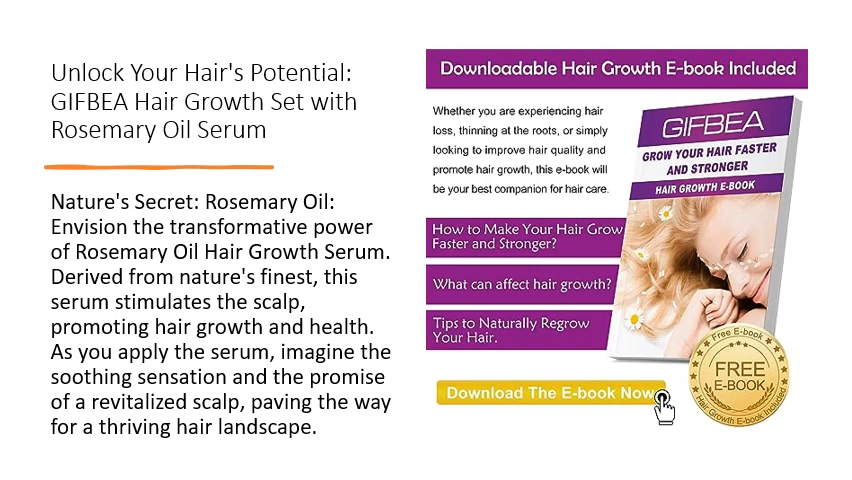 Unlock Your Hair's Potential:
GIFBEA Hair Growth Set with
Rosemary Oil Serum
Nature's Secret: Rosemary Oil:
Envision the transformative power
of Rosemary Oil Hair Growth Serum.
Derived from nature's finest, this
serum stimulates the scalp,
promoting hair growth and health.
As you apply the serum, imagine the
soothing sensation and the promise
of a revitalized scalp, paving the way
for a thriving hair landscape.
Downloadable Hair Growth E-book Included
Whether you are experiencing hair
loss, thinning at the roots, or simply
looking to improve hair quality and
promote hair growth, this e-book will
be your best companion for hair care.
How to Make Your Hair Grow
Faster and Stronger?
What can affect hair growth?
Tips to Naturally Regrow
Your Hair.
Download The E-book Now
GIFBEA
GROW YOUR HAIR FASTER
AND STRONGER
HAIR GROWTH E-BOOK
Free E-book
FREE
E-BOOK
Hair Growth E-book Included